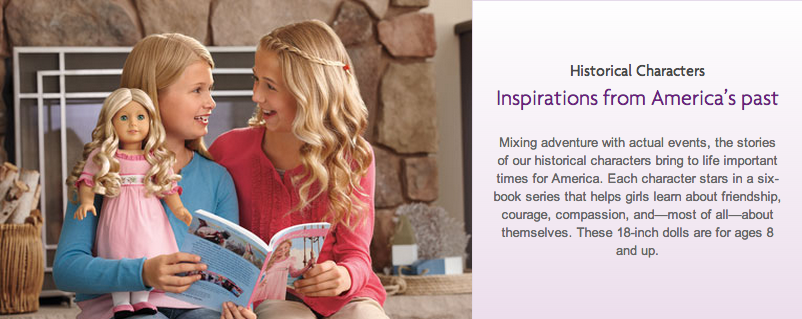 Historical Characters
Inspirations from America's past
Mixing adventure with actual events, the stories
of our historical characters bring to life important
times for America. Each character stars in a six-
book series that helps girls learn about friendship,
courage, compassion, and—most of all—about
themselves. These 18-inch dolls are for ages 8
and up.